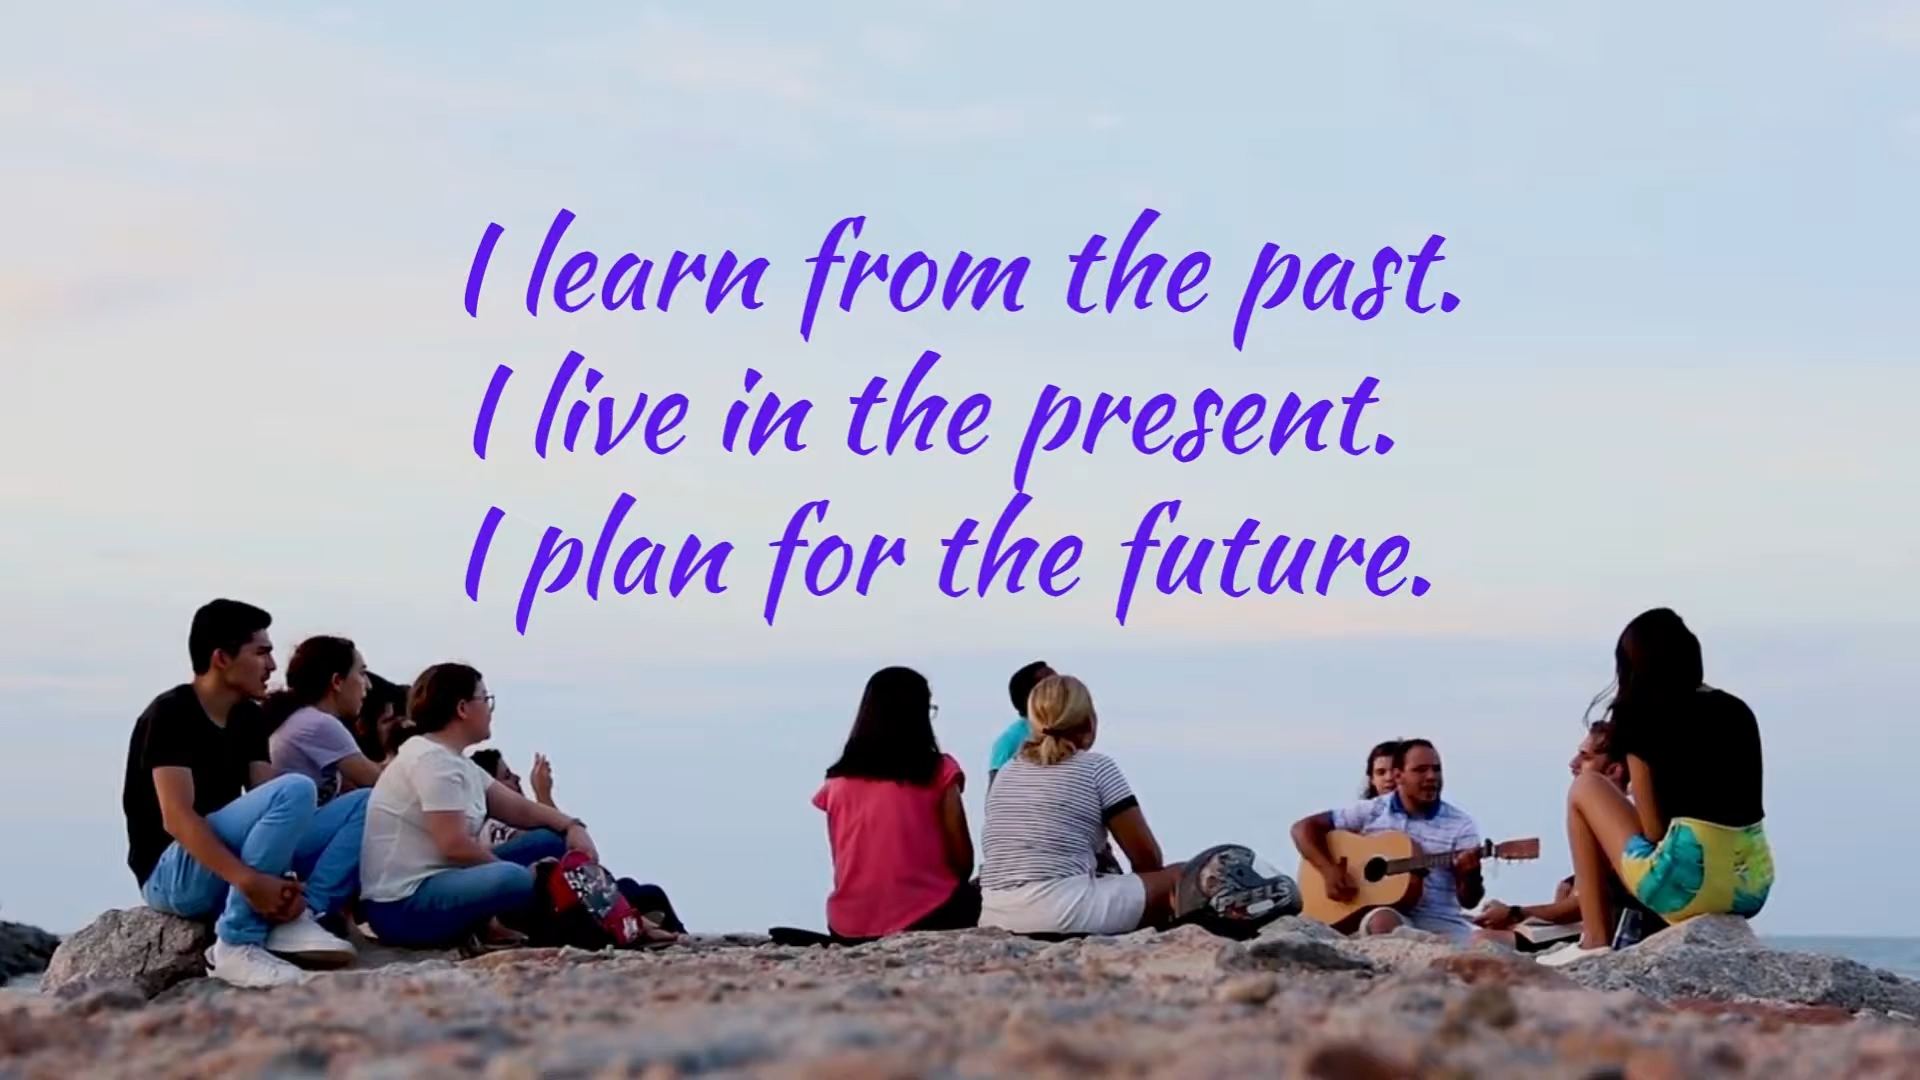 I learn from the past.
I live in the present.
I plan for the future.